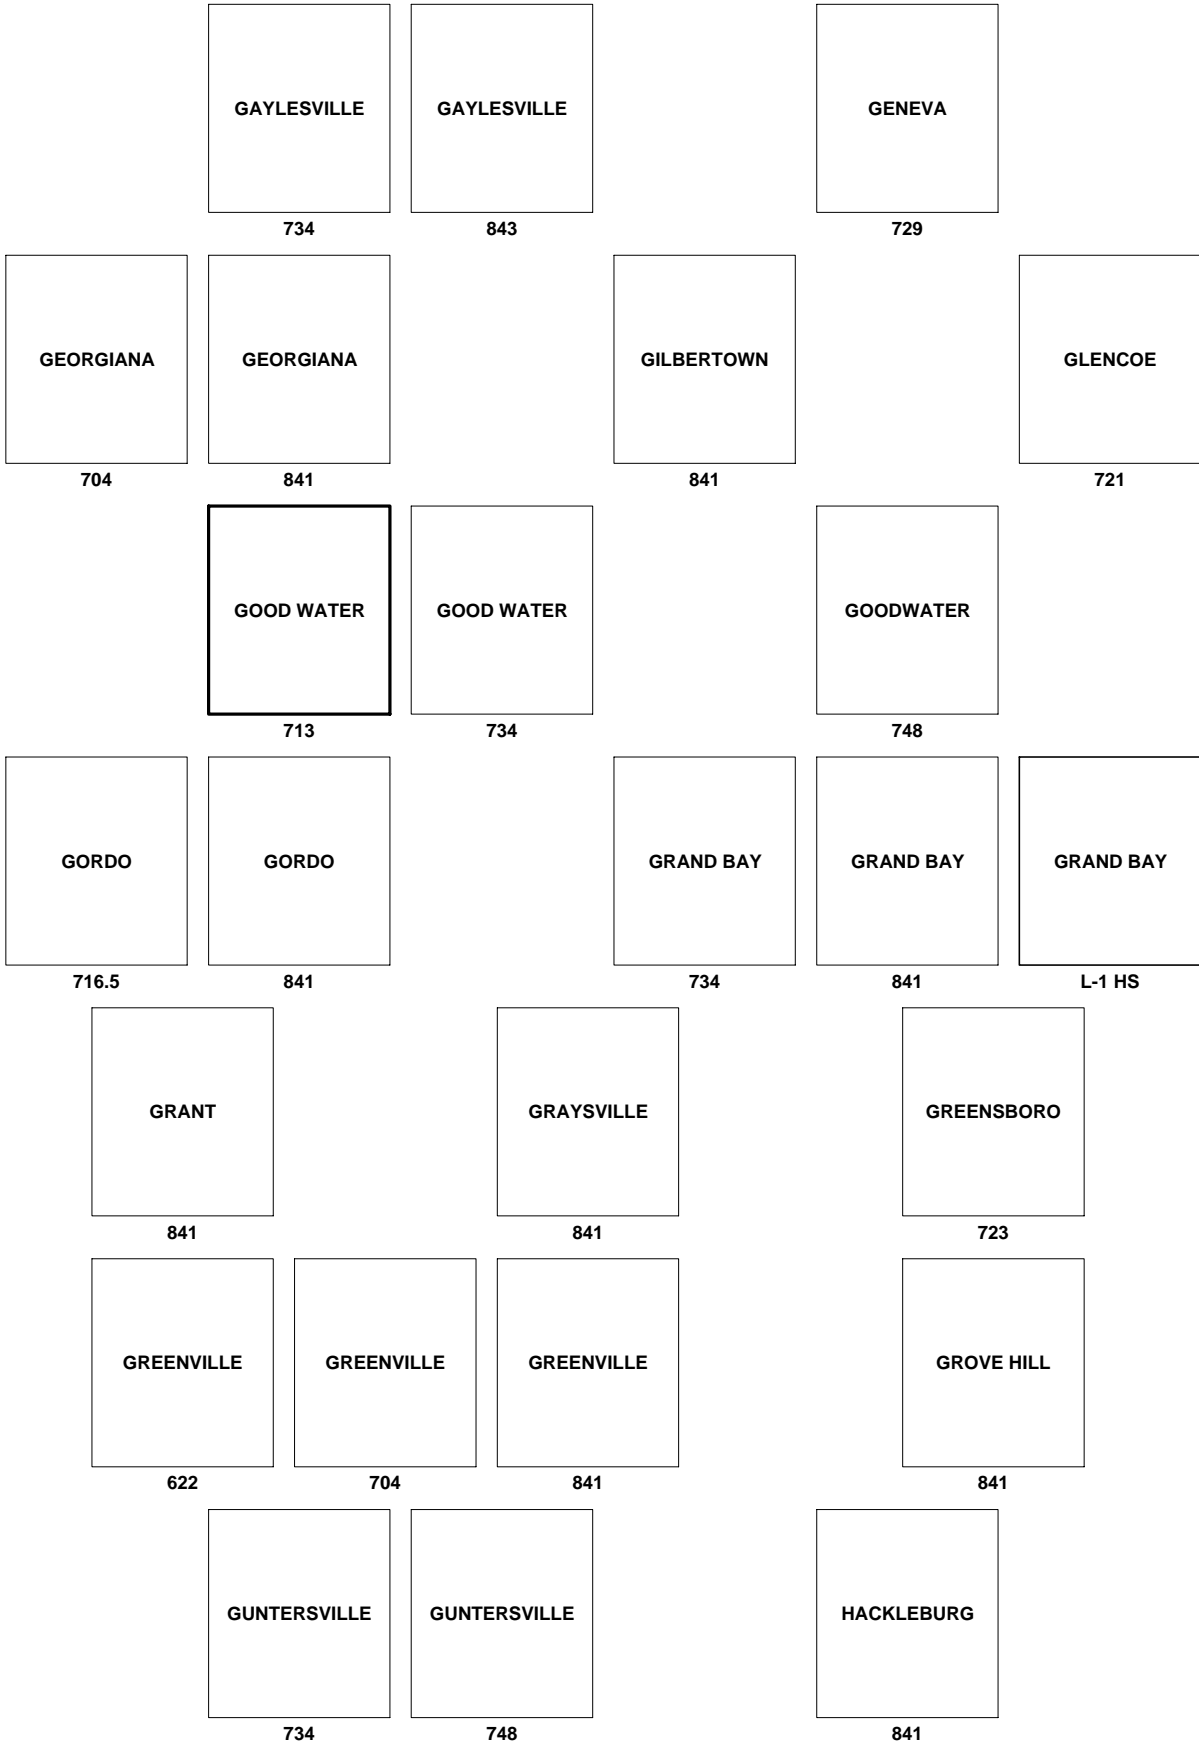 GAYLESVILLE GAYLESVILLE GENEVA
734 843 729
GEORGIANA GEORGIANA GILBERTOWN GLENCOE
704 841 841 721
GOOD WATER GOOD WATER GOODWATER
713 734 748
GORDO GORDO GRAND BAY GRAND BAY GRAND BAY
716.5 841 734 841 L-1 HS
GRANT GRAYSVILLE GREENSBORO
841 841 723
GREENVILLE GREENVILLE GREENVILLE GROVE HILL
622 704 841 841
GUNTERSVILLE GUNTERSVILLE HACKLEBURG
734 748 841